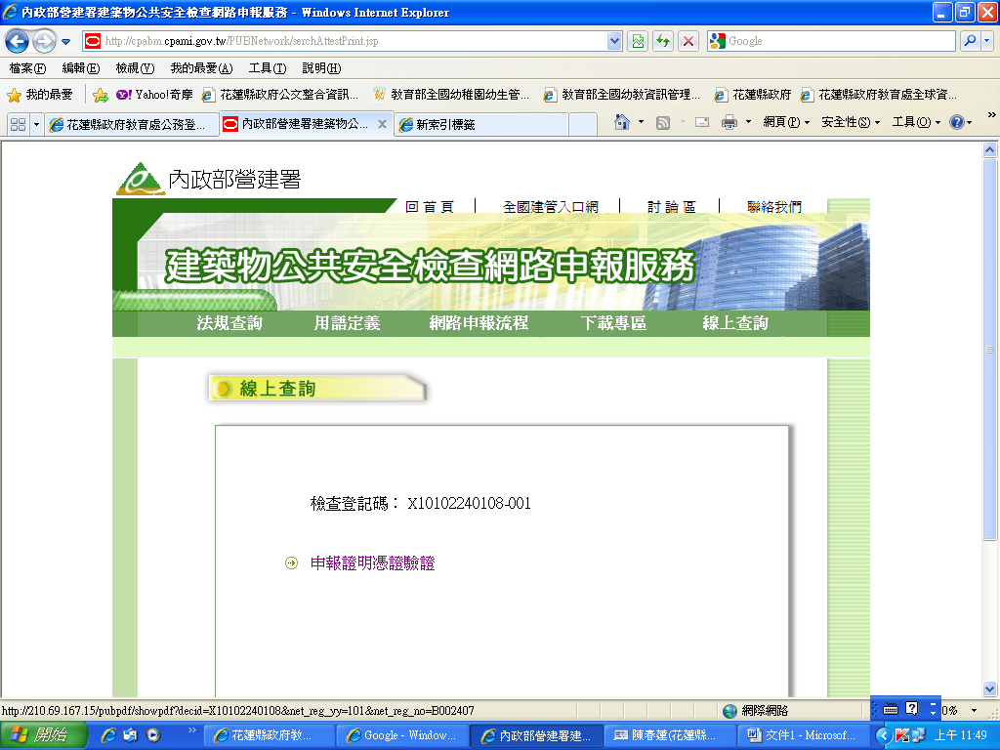 內政部營建署建築物公共安全檢查網路申報服務 - Windows Internet Explorer
http://cpabm.cpami.gov.tw/PUBNetwork/serchAttestPrint.jsp
Google
檔案(F) 編輯(E) 檢視(V) 我的最愛(A) 工具(T) 說明(H)
我的最愛 Yahoo!奇摩 花蓮縣政府公文整合資訊... 教育部全國幼稚園幼生管... 教育部全國幼教資訊管理... 花蓮縣政府 花蓮縣政府教育處全球資...
花蓮縣政府教育處公務登... 內政部營建署建築物公... X 新索引標籤 網頁(P) 安全性(S) 工具(O) »
內政部營建署
回首頁 | 全國建管入口網 | 討論區 | 聯絡我們
建築物公共安全檢查網路申報服務
法規查詢 用語定義 網路申報流程 下載專區 線上查詢
線上查詢
檢查登記碼： X10102240108-001
申報證明憑證驗證
http://210.69.167.15/pubpdf/showpdf?decid=X10102240108&net_reg_yy=101&net_reg_no=B002407 網際網路 0%
開始 » 花蓮縣政府教... Google - Window... 內政部營建署建... 陳春蓮(花蓮縣... 文件1 - Microsof... 上午 11:49